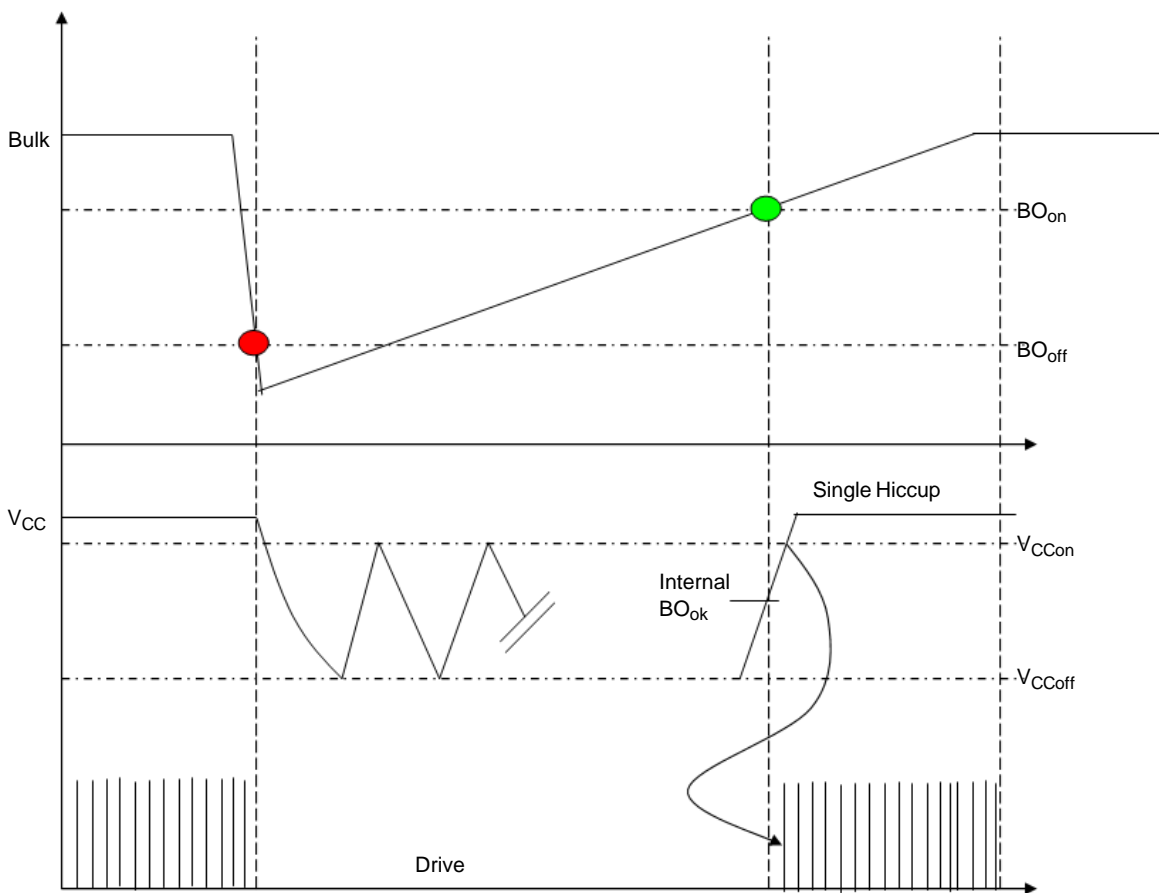 Bulk
BOon
BOoff
Single Hiccup
VCC
VCCon
Internal
BOok
VCCoff
Drive